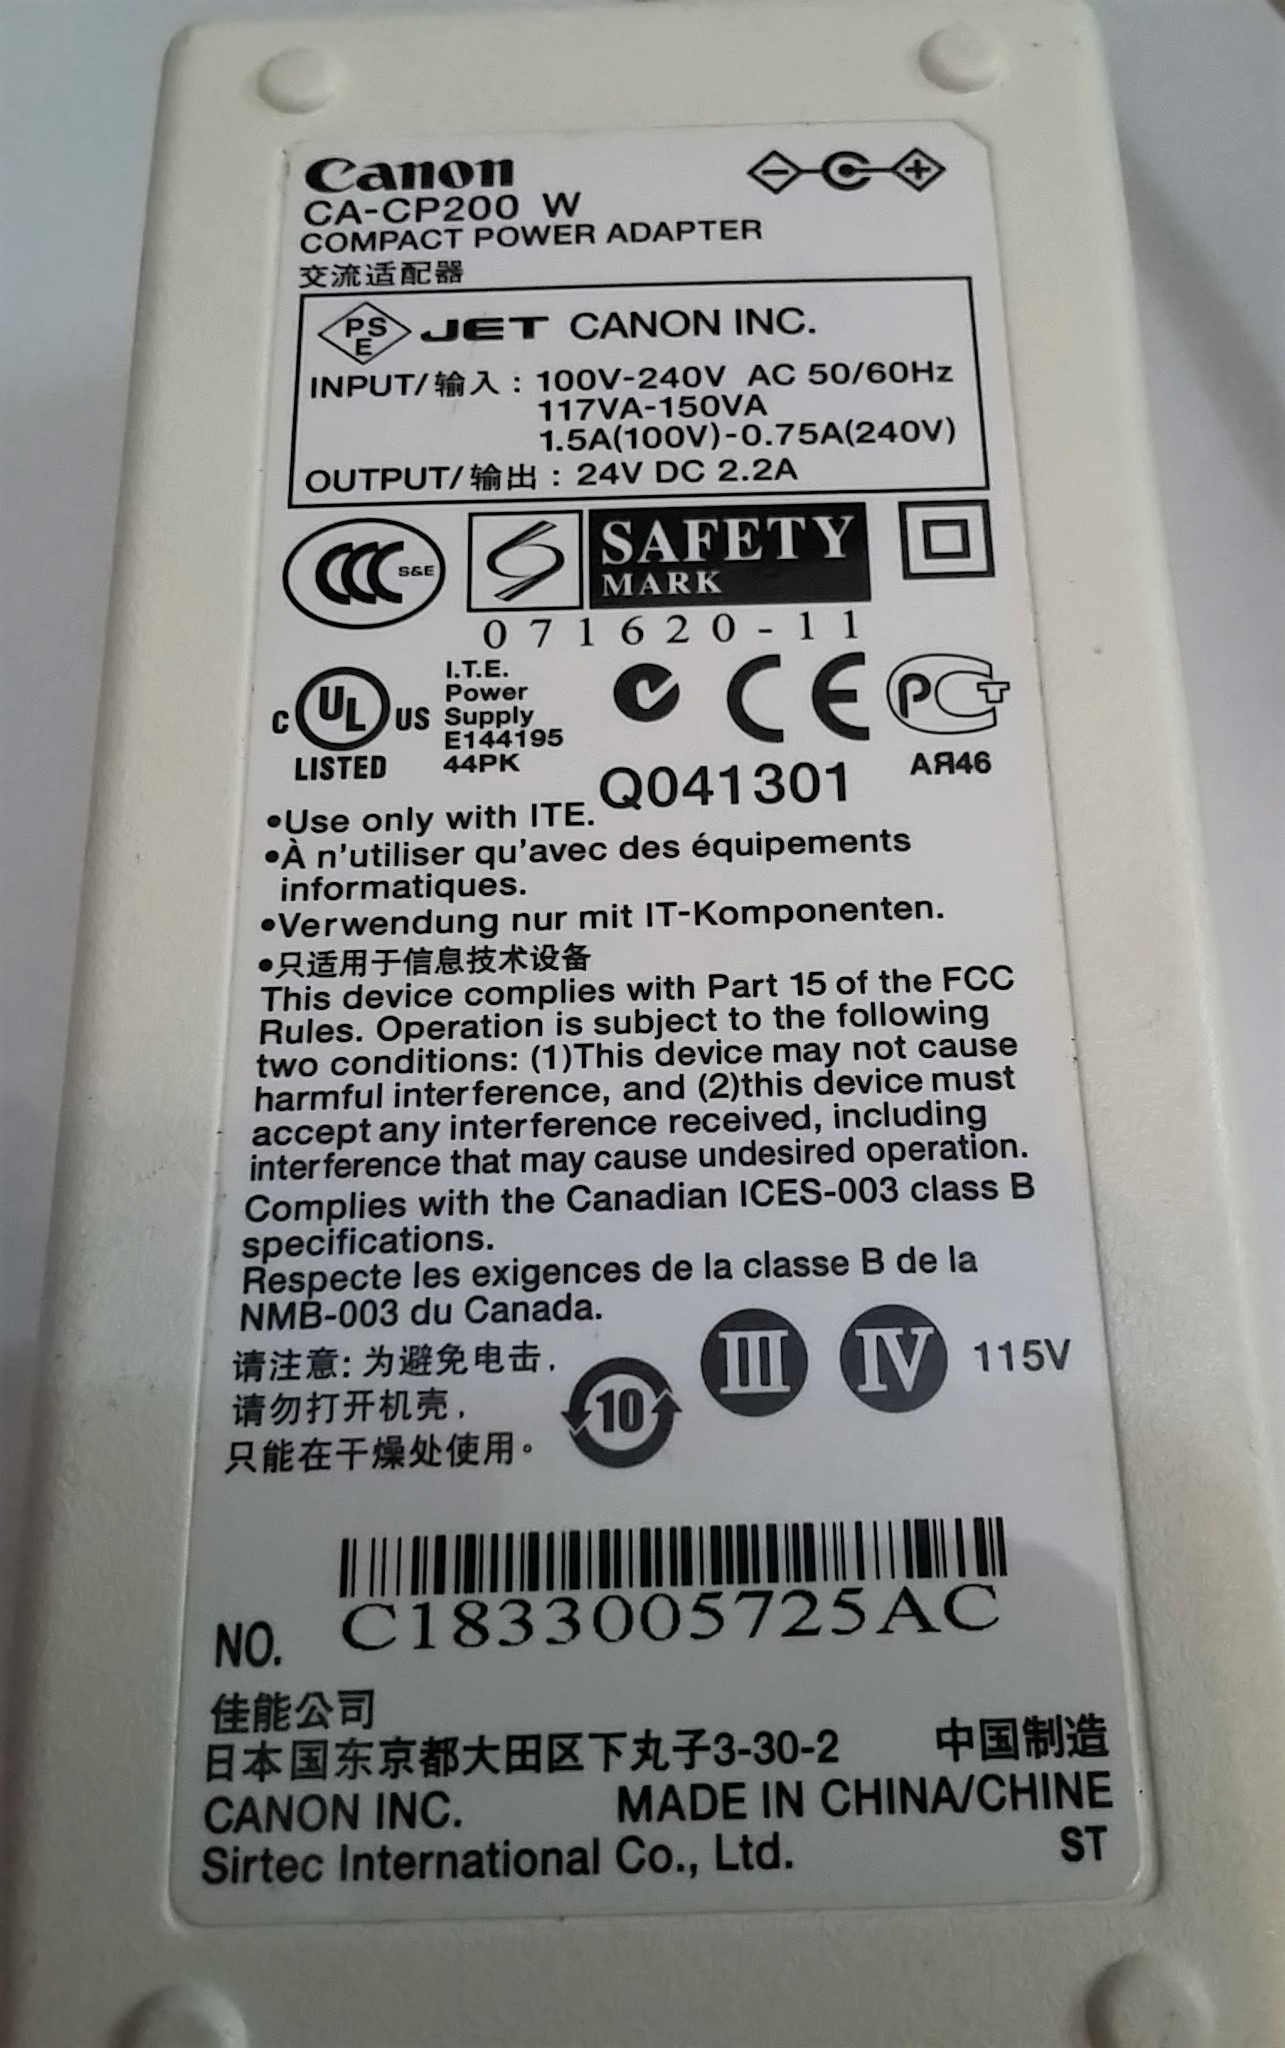 Canon
CA-CP200 W
COMPACT POWER ADAPTER
交流适配器
PSE JET CANON INC.
INPUT/输入 : 100V-240V AC 50/60Hz
117VA-150VA
1.5A(100V)-0.75A(240V)
OUTPUT/输出 : 24V DC 2.2A
CCC S&E
SAFETY
MARK
071620-11
C UL US
LISTED
I.T.E.
Power
Supply
E144195
44PK
CE
PCT
Q041301
АЯ46
•Use only with ITE.
•À n'utiliser qu'avec des équipements
informatiques.
•Verwendung nur mit IT-Komponenten.
•只适用于信息技术设备
This device complies with Part 15 of the FCC
Rules. Operation is subject to the following
two conditions: (1)This device may not cause
harmful interference, and (2)this device must
accept any interference received, including
interference that may cause undesired operation.
Complies with the Canadian ICES-003 class B
specifications.
Respecte les exigences de la classe B de la
NMB-003 du Canada.
请注意: 为避免电击,
请勿打开机壳,
只能在干燥处使用。
10
III IV 115V
NO. C1833005725AC
佳能公司
日本国东京都大田区下丸子3-30-2 中国制造
CANON INC. MADE IN CHINA/CHINE
Sirtec International Co., Ltd. ST